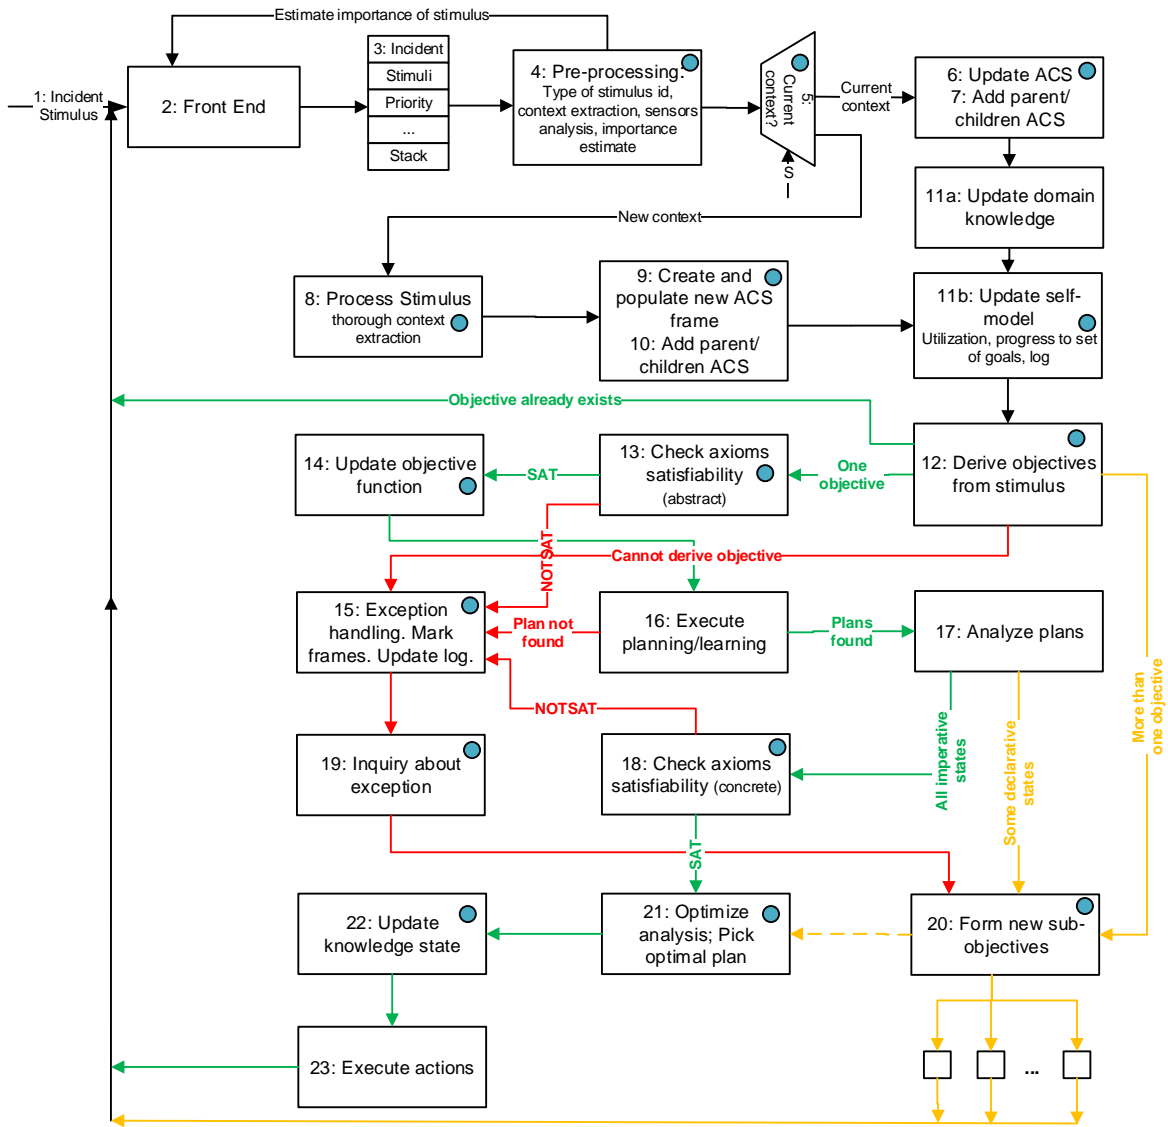 Estimate importance of stimulus
1: Incident
Stimulus
2: Front End
3: Incident
Stimuli
Priority
...
Stack
4: Pre-processing:
Type of stimulus id,
context extraction, sensors
analysis, importance
estimate
5:
Current
context?
S
Current
context
6: Update ACS
7: Add parent/
children ACS
11a: Update domain
knowledge
New context
8: Process Stimulus
thorough context
extraction
9: Create and
populate new ACS
frame
10: Add parent/
children ACS
11b: Update self-
model
Utilization, progress to set
of goals, log
Objective already exists
14: Update objective
function
SAT
13: Check axioms
satisfiability
(abstract)
One
objective
12: Derive objectives
from stimulus
NOTSAT
Cannot derive objective
15: Exception
handling. Mark
frames. Update log.
Plan not
found
16: Execute
planning/learning
Plans
found
17: Analyze plans
More than
one objective
NOTSAT
All imperative
states
Some declarative
states
19: Inquiry about
exception
18: Check axioms
satisfiability (concrete)
SAT
22: Update
knowledge state
21: Optimize
analysis; Pick
optimal plan
20: Form new sub-
objectives
23: Execute actions
...